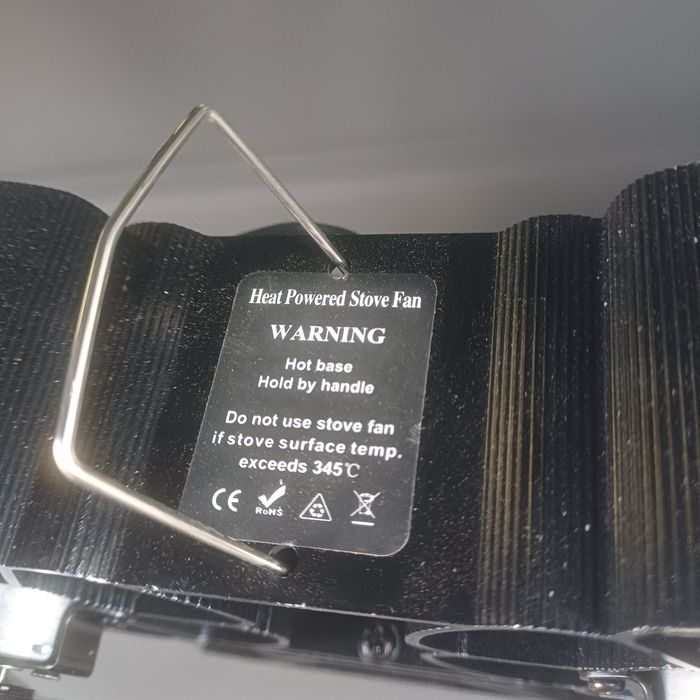 Heat Powered Stove Fan
WARNING
Hot base
Hold by handle
Do not use stove fan
if stove surface temp.
exceeds 345℃
CE
RoHS